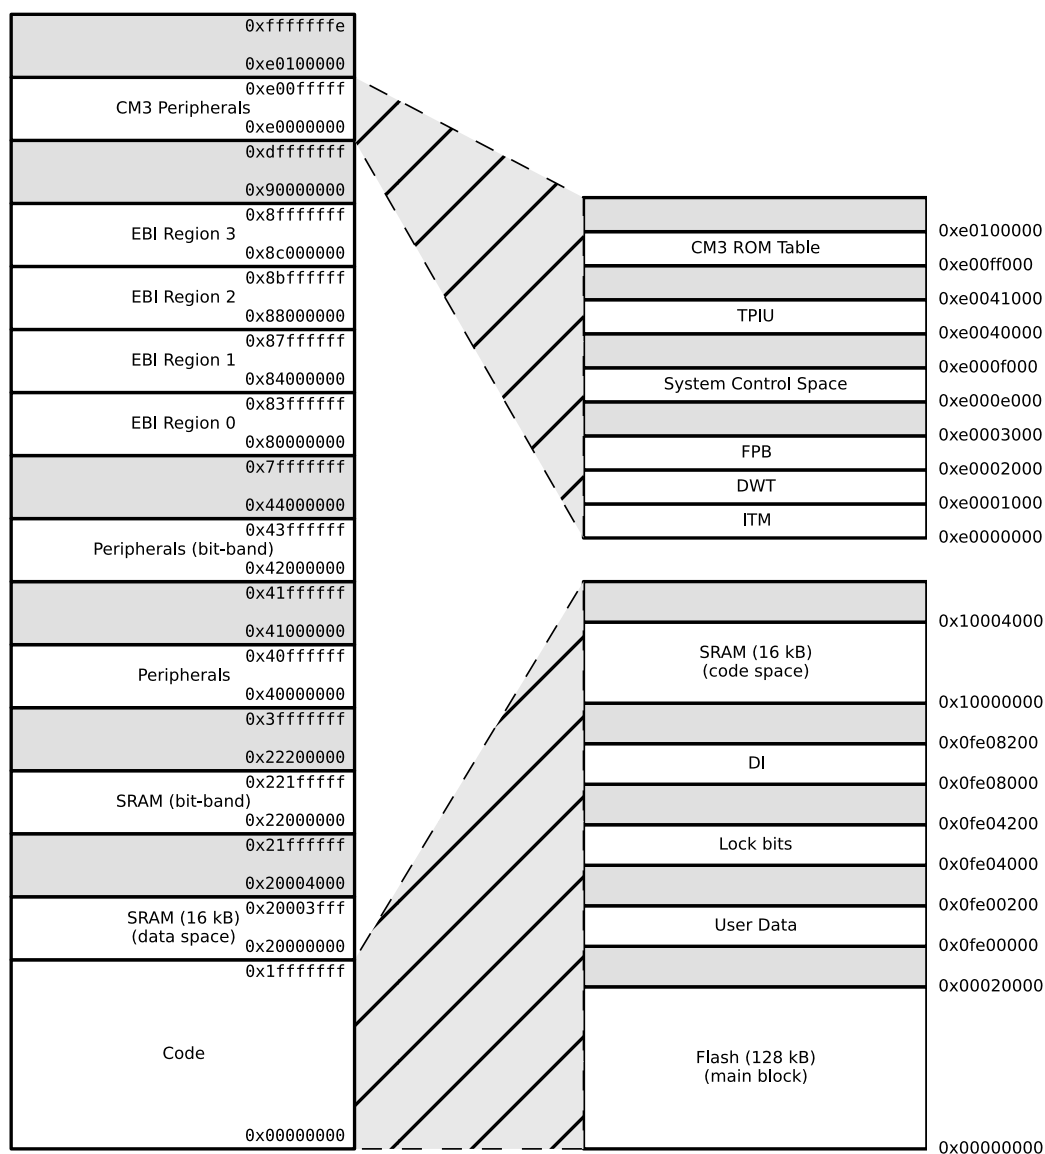 0xfffffffe
0xe0100000
0xe00fffff
CM3 Peripherals
0xe0000000
0xdfffffff
0x90000000
0x8fffffff
EBI Region 3
0x8c000000
0x8bffffff
EBI Region 2
0x88000000
0x87ffffff
EBI Region 1
0x84000000
0x83ffffff
EBI Region 0
0x80000000
0x7fffffff
0x44000000
0x43ffffff
Peripherals (bit-band)
0x42000000
0x41ffffff
0x41000000
0x40ffffff
Peripherals
0x40000000
0x3fffffff
0x22200000
0x221fffff
SRAM (bit-band)
0x22000000
0x21ffffff
0x20004000
0x20003fff
SRAM (16 kB)
(data space)
0x20000000
0x1fffffff
Code
0x00000000
0xe0100000
CM3 ROM Table
0xe00ff000
0xe0041000
TPIU
0xe0040000
0xe000f000
System Control Space
0xe000e000
0xe0003000
FPB
0xe0002000
DWT
0xe0001000
ITM
0xe0000000
0x10004000
SRAM (16 kB)
(code space)
0x10000000
0x0fe08200
DI
0x0fe08000
0x0fe04200
Lock bits
0x0fe04000
0x0fe00200
User Data
0x0fe00000
0x00020000
Flash (128 kB)
(main block)
0x00000000